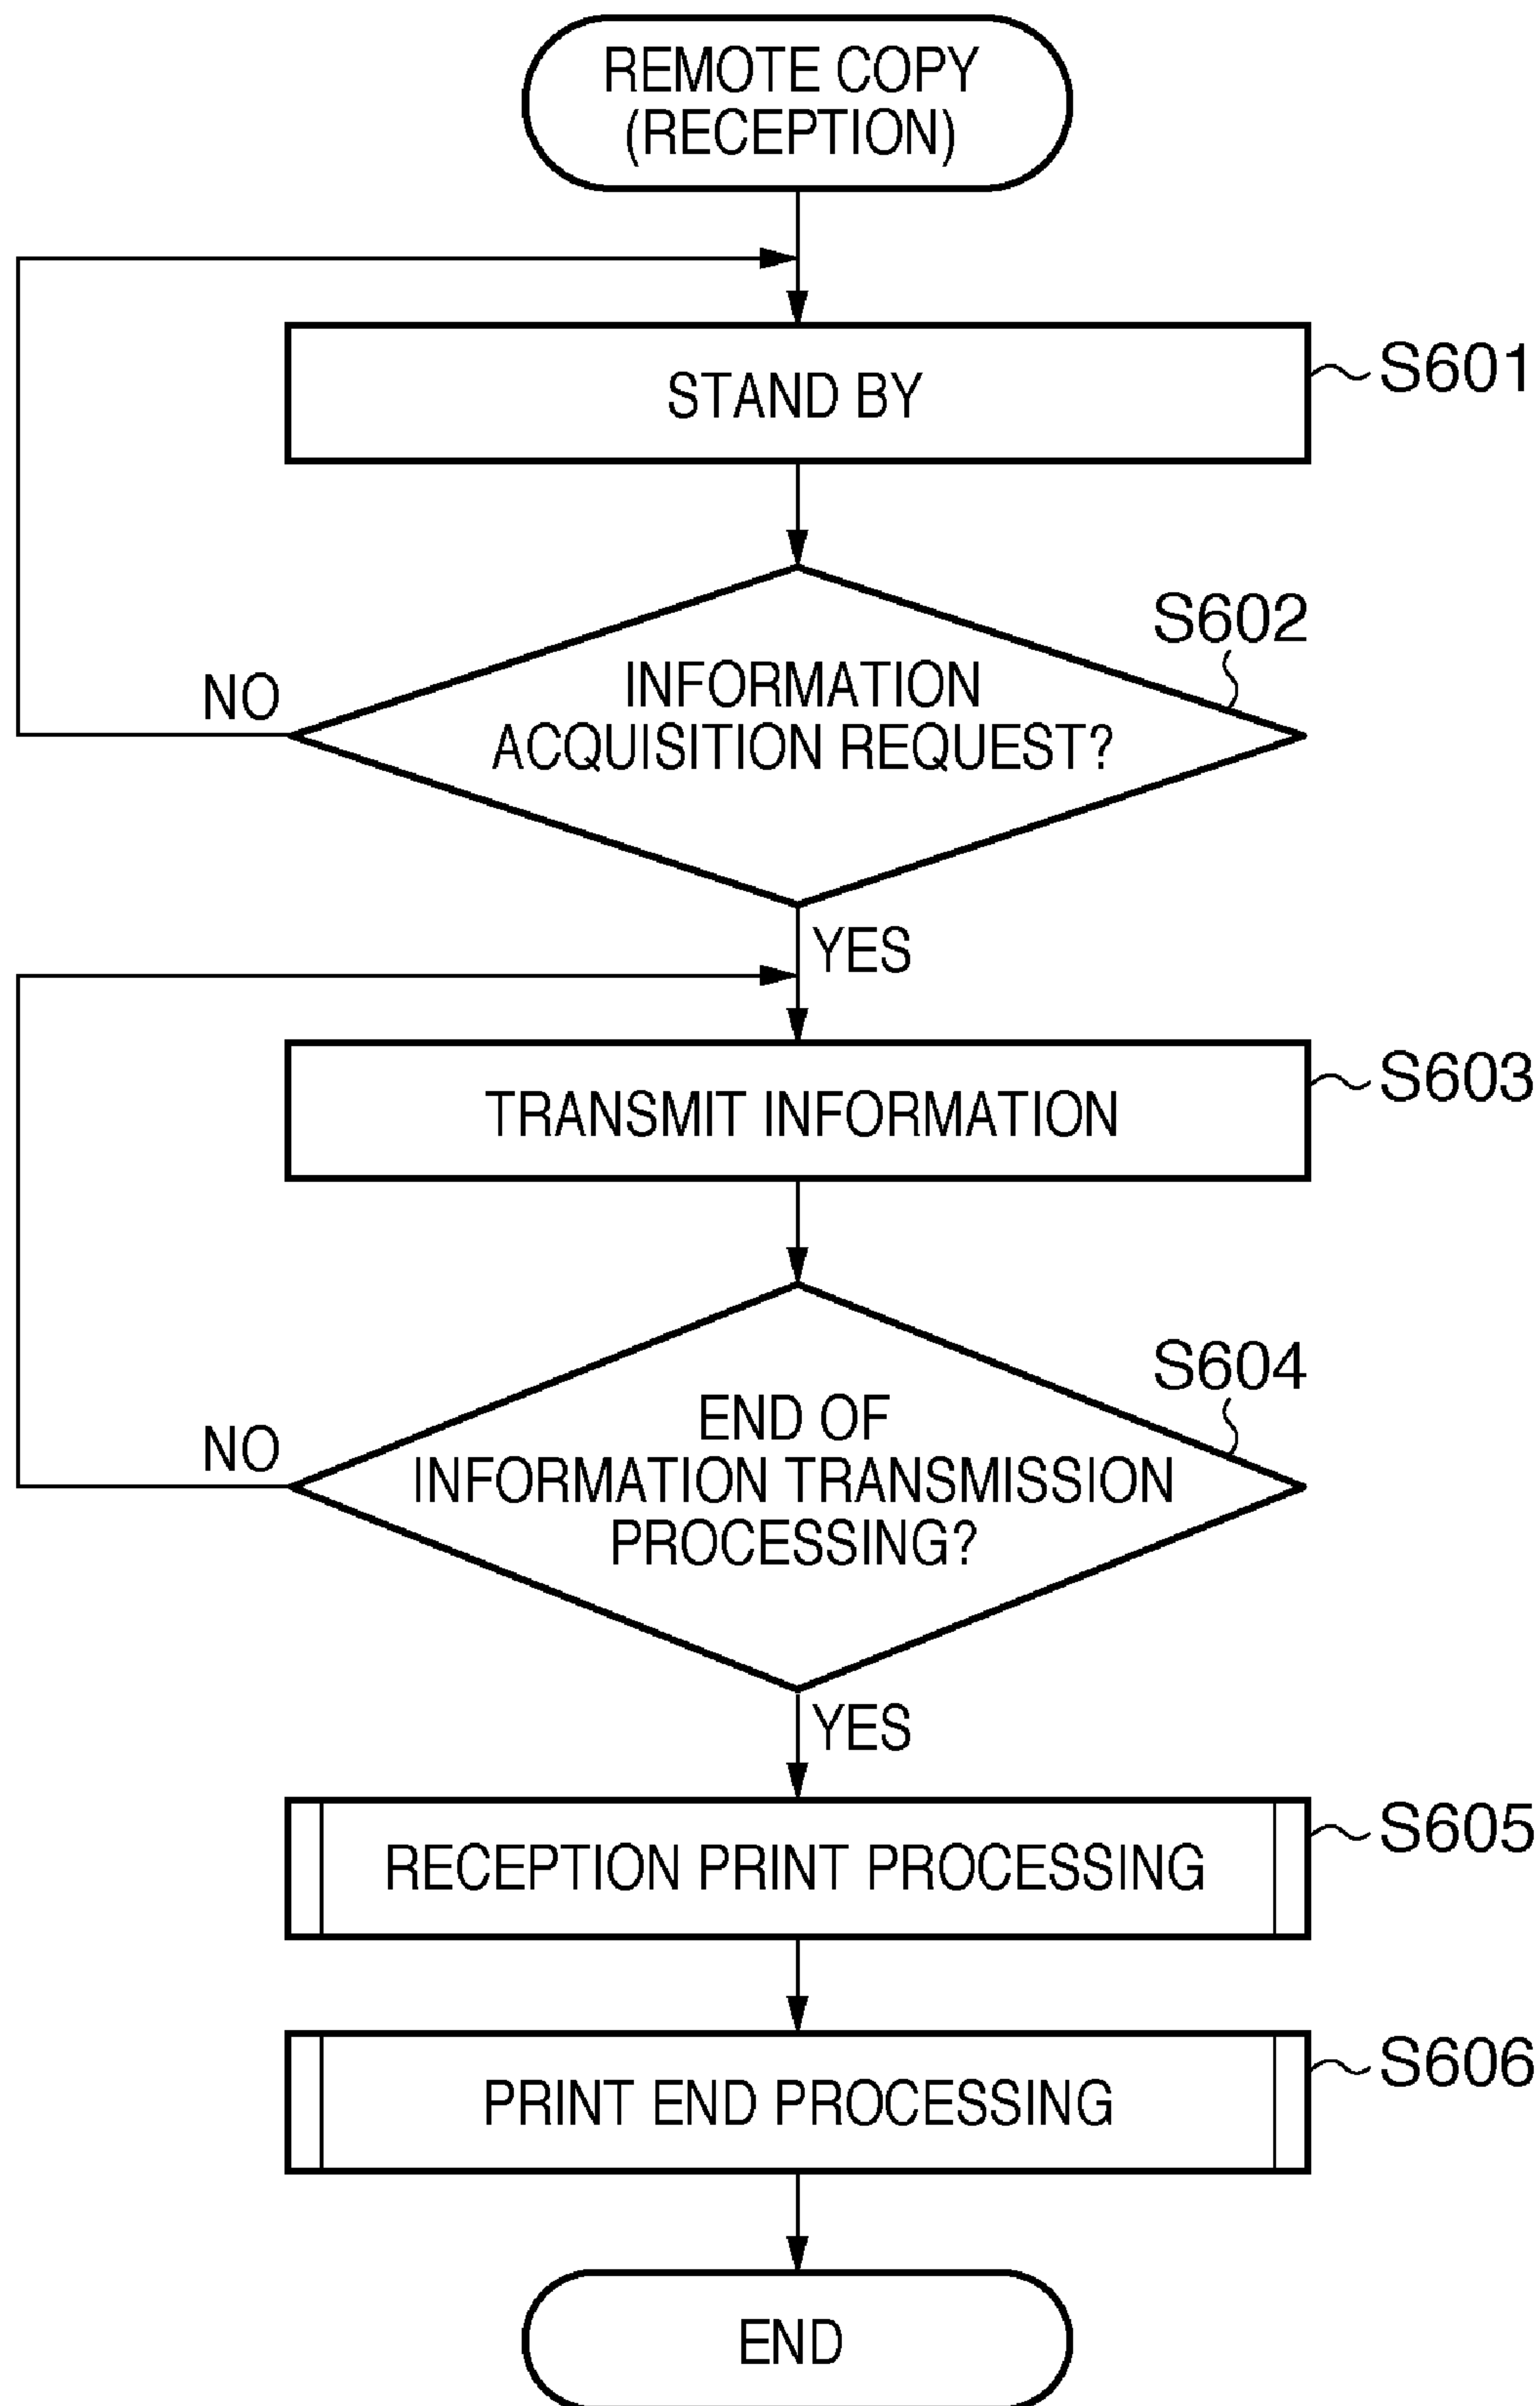 REMOTE COPY
(RECEPTION)
STAND BY
S601
S602
INFORMATION
ACQUISITION REQUEST?
NO
YES
TRANSMIT INFORMATION
S603
S604
END OF
INFORMATION TRANSMISSION
PROCESSING?
NO
YES
RECEPTION PRINT PROCESSING
S605
PRINT END PROCESSING
S606
END